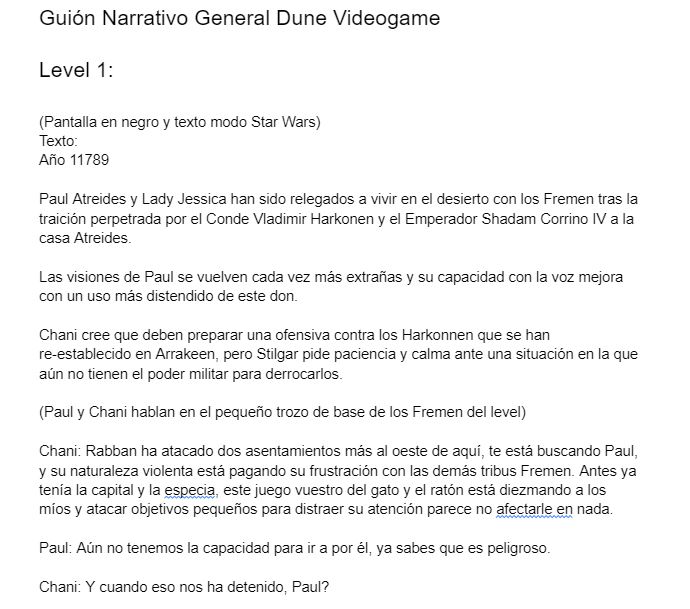 Guión Narrativo General Dune Videogame
Level 1:
(Pantalla en negro y texto modo Star Wars)
Texto:
Año 11789
Paul Atreides y Lady Jessica han sido relegados a vivir en el desierto con los Fremen tras la
traición perpetrada por el Conde Vladimir Harkonen y el Emperador Shadam Corrino IV a la
casa Atreides.
Las visiones de Paul se vuelven cada vez más extrañas y su capacidad con la voz mejora
con un uso más distendido de este don.
Chani cree que deben preparar una ofensiva contra los Harkonnen que se han
re-establecido en Arrakeen, pero Stilgar pide paciencia y calma ante una situación en la que
aún no tienen el poder militar para derrocarlos.
(Paul y Chani hablan en el pequeño trozo de base de los Fremen del level)
Chani: Rabban ha atacado dos asentamientos más al oeste de aquí, te está buscando Paul,
y su naturaleza violenta está pagando su frustración con las demás tribus Fremen. Antes ya
tenía la capital y la especia, este juego vuestro del gato y el ratón está diezmando a los
míos y atacar objetivos pequeños para distraer su atención parece no afectarle en nada.
Paul: Aún no tenemos la capacidad para ir a por él, ya sabes que es peligroso.
Chani: Y cuando eso nos ha detenido, Paul?